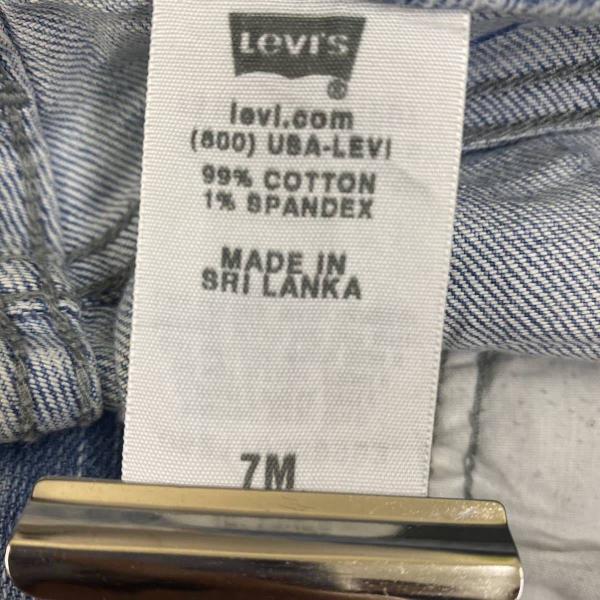 Levi's
®
levi.com
(800) USA-LEVI
99% COTTON
1% SPANDEX
MADE IN
SRI LANKA
7M